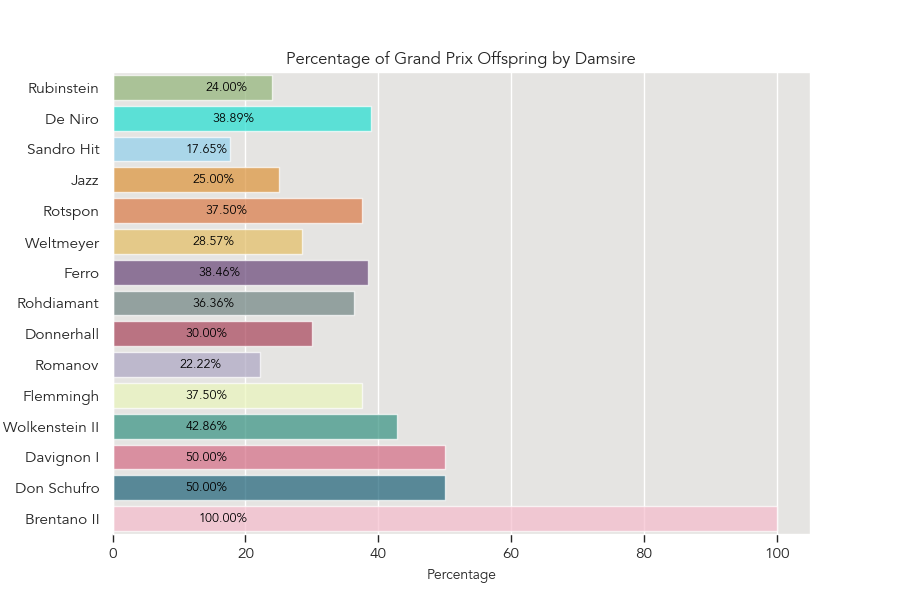 Percentage of Grand Prix Offspring by Damsire
Rubinstein 24.00%
De Niro 38.89%
Sandro Hit 17.65%
Jazz 25.00%
Rotspon 37.50%
Weltmeyer 28.57%
Ferro 38.46%
Rohdiamant 36.36%
Donnerhall 30.00%
Romanov 22.22%
Flemmingh 37.50%
Wolkenstein II 42.86%
Davignon I 50.00%
Don Schufro 50.00%
Brentano II 100.00%
0 20 40 60 80 100
Percentage